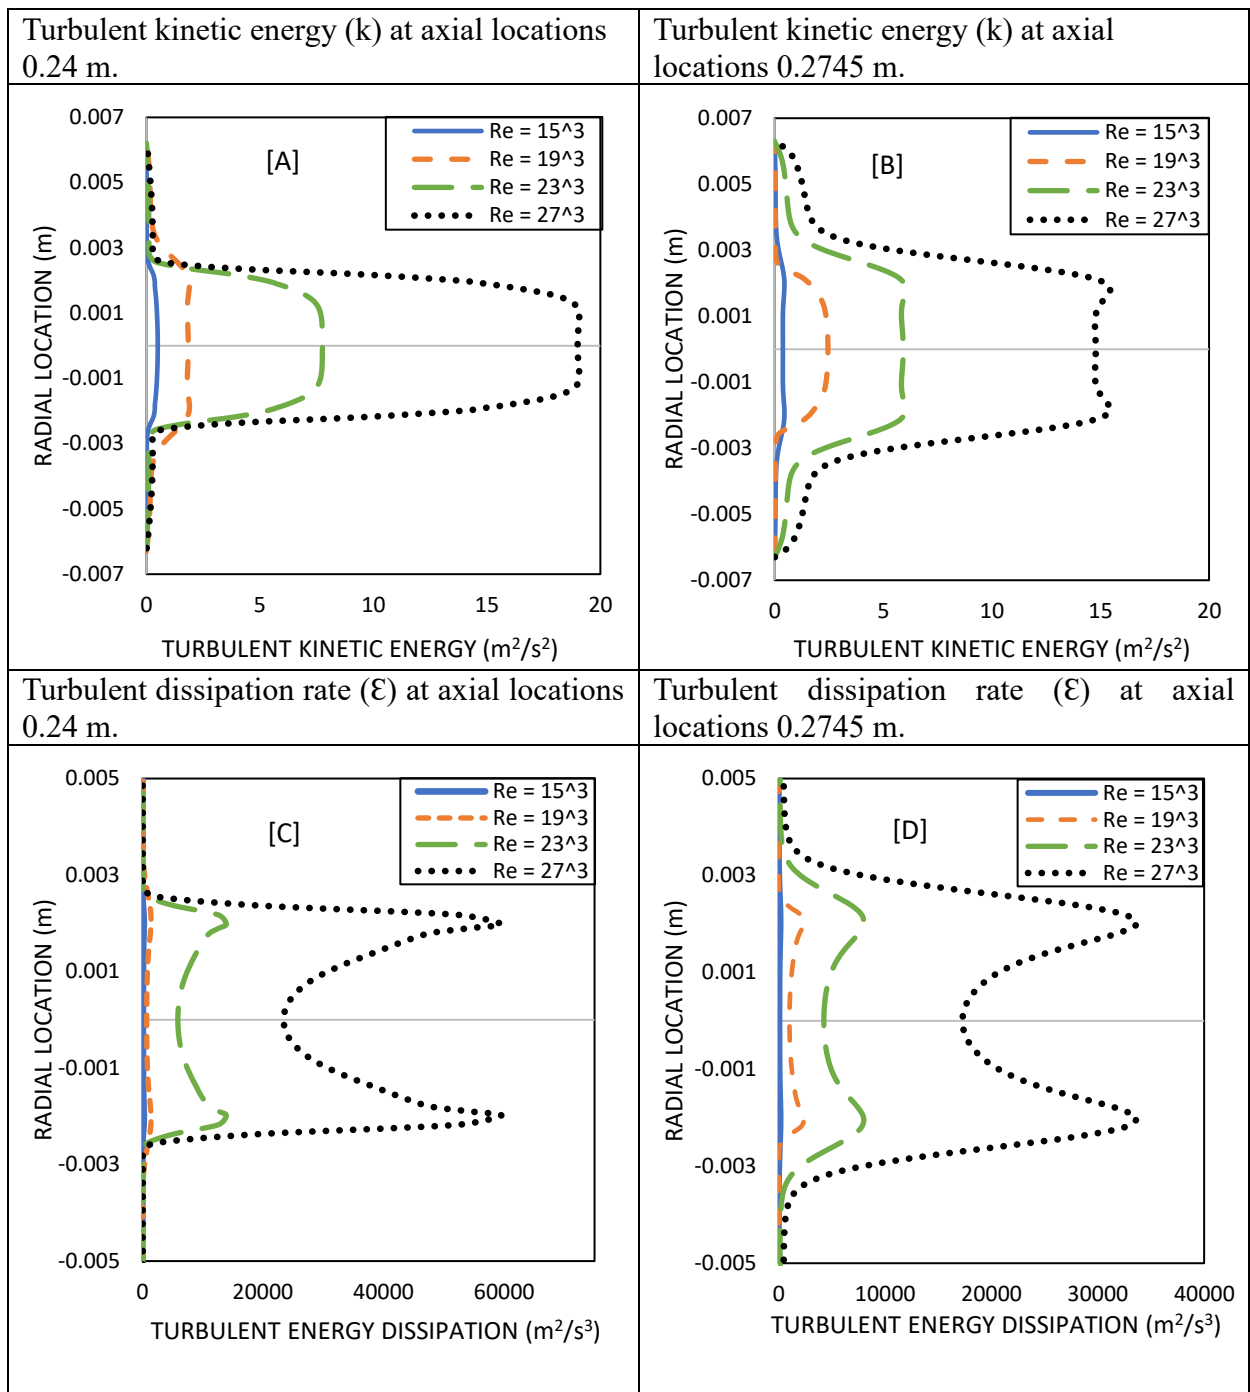 Turbulent kinetic energy (k) at axial locations
0.24 m.
Turbulent kinetic energy (k) at axial
locations 0.2745 m.
[A]
Re = 15^3
Re = 19^3
Re = 23^3
Re = 27^3
RADIAL LOCATION (m)
0.007
0.005
0.003
0.001
-0.001
-0.003
-0.005
-0.007
0 5 10 15 20
TURBULENT KINETIC ENERGY (m²/s²)
[B]
Re = 15^3
Re = 19^3
Re = 23^3
Re = 27^3
RADIAL LOCATION (m)
0.007
0.005
0.003
0.001
-0.001
-0.003
-0.005
-0.007
0 5 10 15 20
TURBULENT KINETIC ENERGY (m²/s²)
Turbulent dissipation rate (Ɛ) at axial locations
0.24 m.
Turbulent dissipation rate (Ɛ) at axial
locations 0.2745 m.
[C]
Re = 15^3
Re = 19^3
Re = 23^3
Re = 27^3
RADIAL LOCATION (m)
0.005
0.003
0.001
-0.001
-0.003
-0.005
0 20000 40000 60000
TURBULENT ENERGY DISSIPATION (m²/s³)
[D]
Re = 15^3
Re = 19^3
Re = 23^3
Re = 27^3
RADIAL LOCATION (m)
0.005
0.003
0.001
-0.001
-0.003
-0.005
0 10000 20000 30000 40000
TURBULENT ENERGY DISSIPATION (m²/s³)